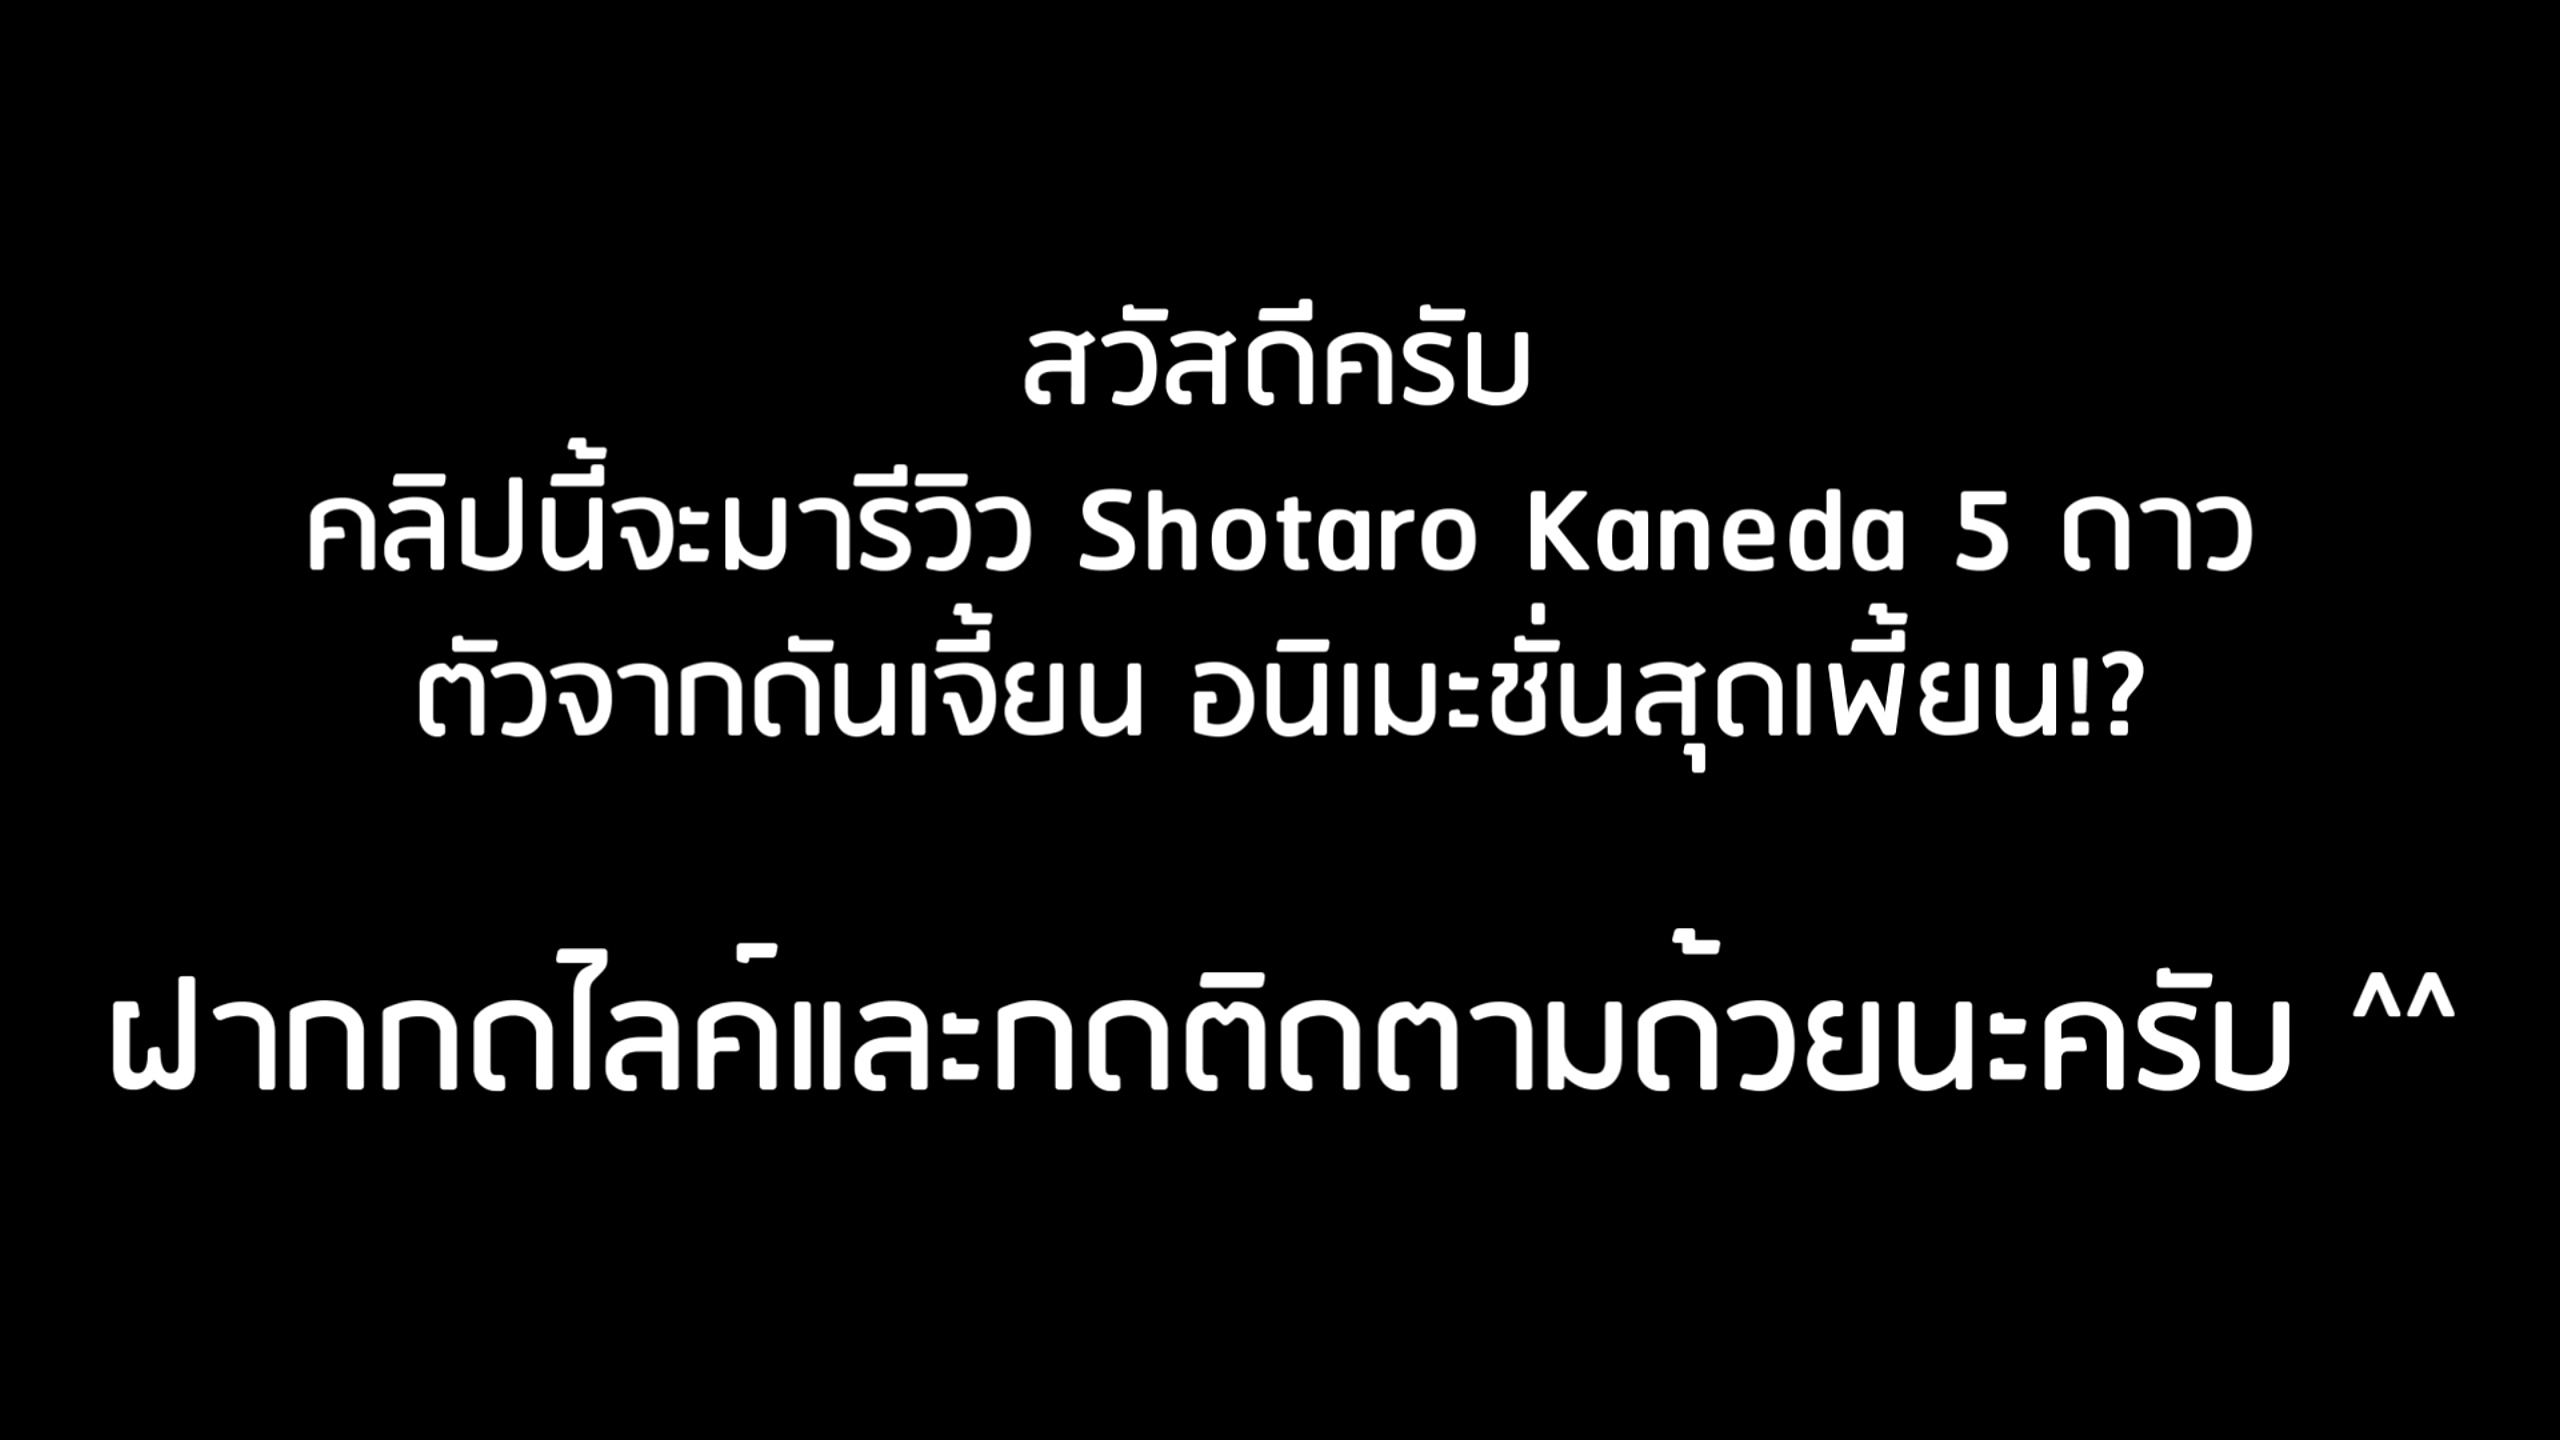 สวัสดีครับ
คลิปนี้จะมารีวิว Shotaro Kaneda 5 ดาว
ตัวจากดันเจี้ยน อนิเมะชั่นสุดเพี้ยน!?
ฝากกดไลค์และกดติดตามด้วยนะครับ ^^